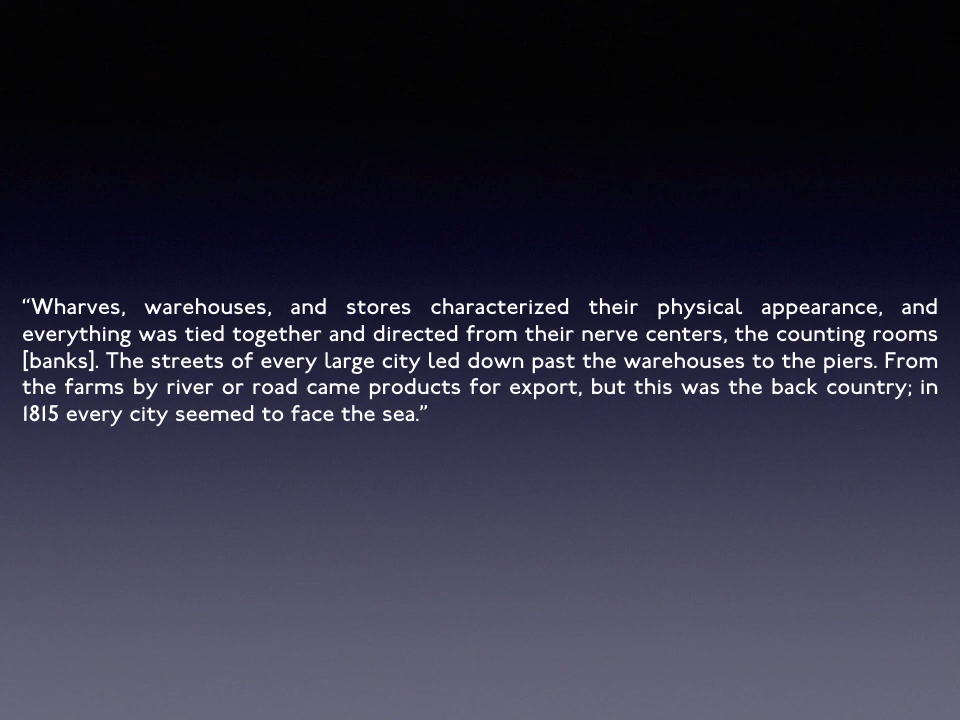 “Wharves, warehouses, and stores characterized their physical appearance, and
everything was tied together and directed from their nerve centers, the counting rooms
[banks]. The streets of every large city led down past the warehouses to the piers. From
the farms by river or road came products for export, but this was the back country; in
1815 every city seemed to face the sea.”